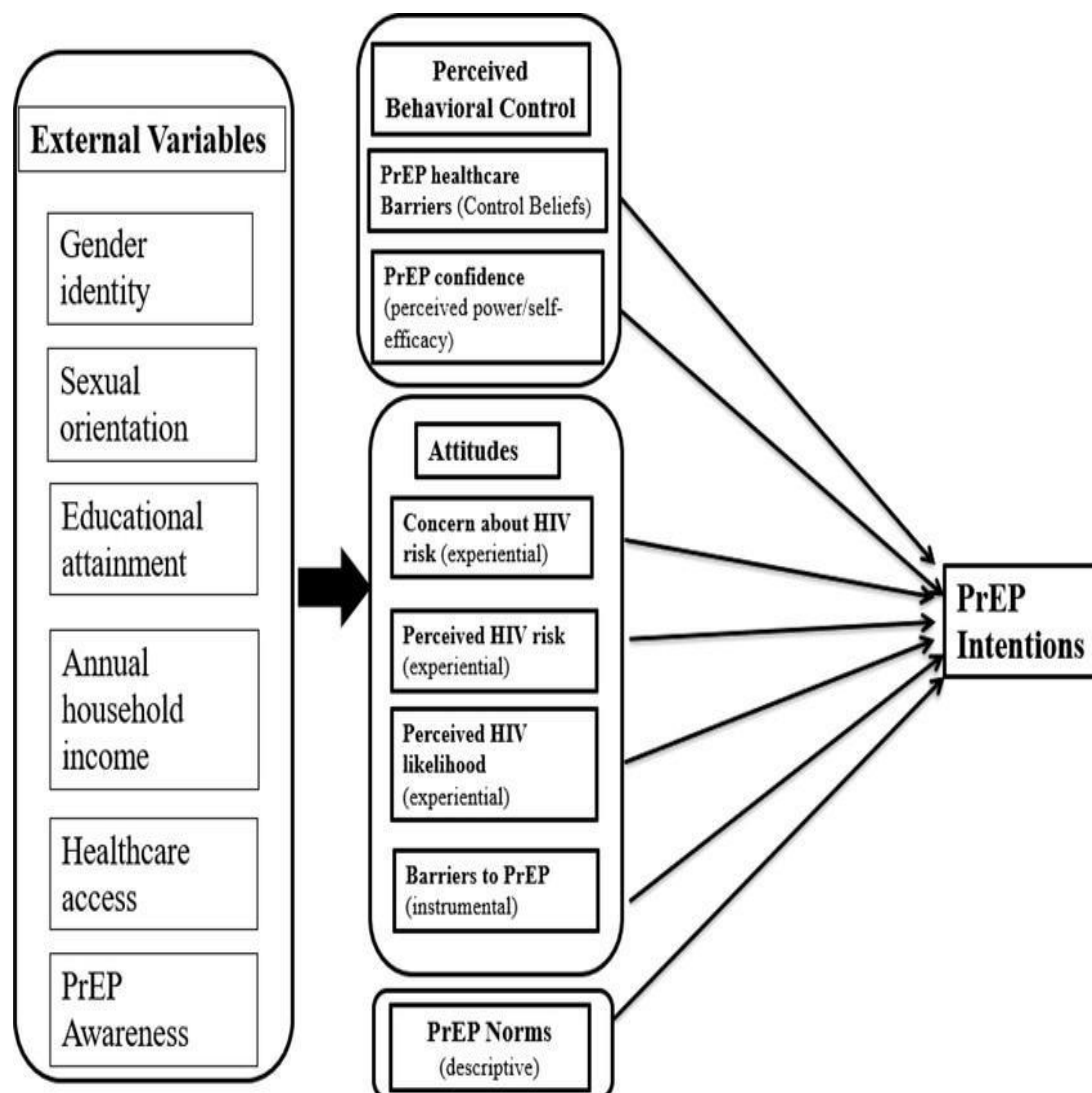 External Variables
Gender
identity
Sexual
orientation
Educational
attainment
Annual
household
income
Healthcare
access
PrEP
Awareness
Perceived
Behavioral Control
PrEP healthcare
Barriers (Control Beliefs)
PrEP confidence
(perceived power/self-
efficacy)
Attitudes
Concern about HIV
risk (experiential)
Perceived HIV risk
(experiential)
Perceived HIV
likelihood
(experiential)
Barriers to PrEP
(instrumental)
PrEP Norms
(descriptive)
PrEP
Intentions